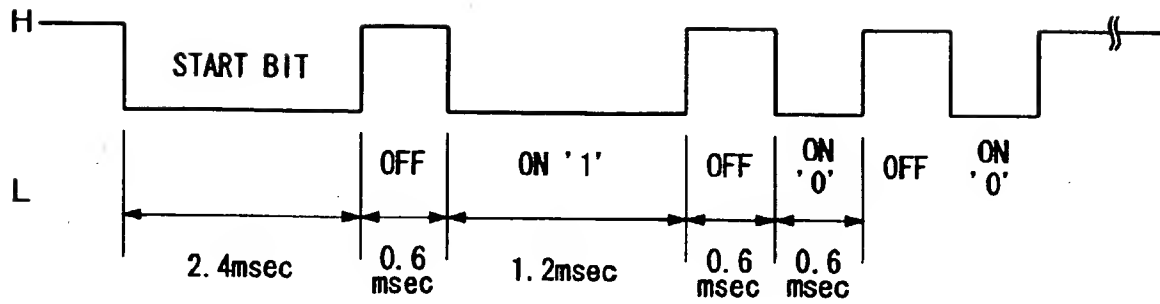 H
START BIT
OFF
ON '1'
OFF
ON
'0'
OFF
ON
'0'
L
2.4msec
0.6
msec
1.2msec
0.6
msec
0.6
msec